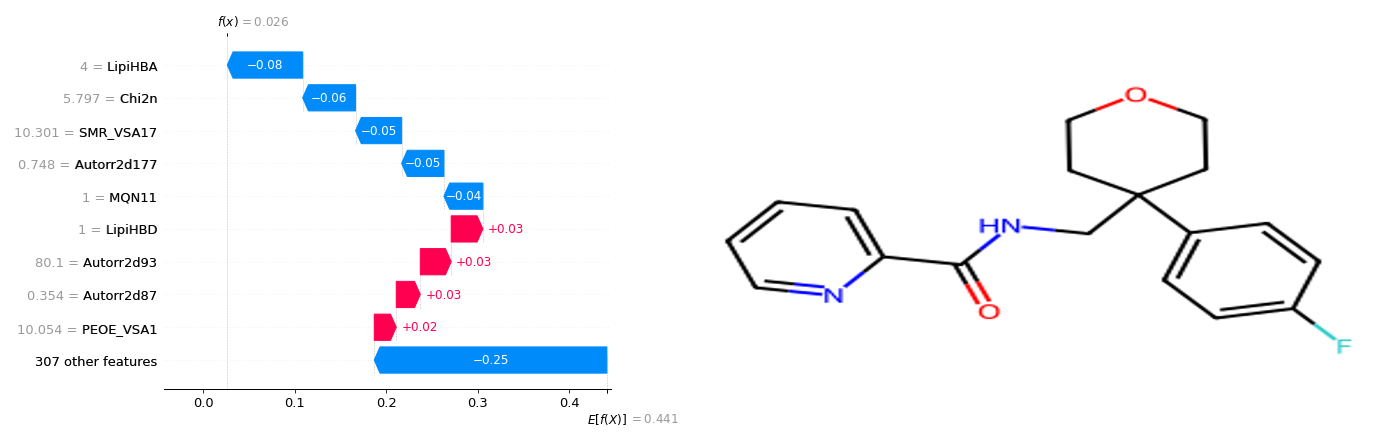 f(x) = 0.026
4 = LipiHBA
−0.08
5.797 = Chi2n
−0.06
10.301 = SMR_VSA17
−0.05
0.748 = Autorr2d177
−0.05
1 = MQN11
−0.04
1 = LipiHBD
+0.03
80.1 = Autorr2d93
+0.03
0.354 = Autorr2d87
+0.03
10.054 = PEOE_VSA1
+0.02
307 other features
−0.25
0.0 0.1 0.2 0.3 0.4
E[f(X)] = 0.441
O
HN
N
O
F